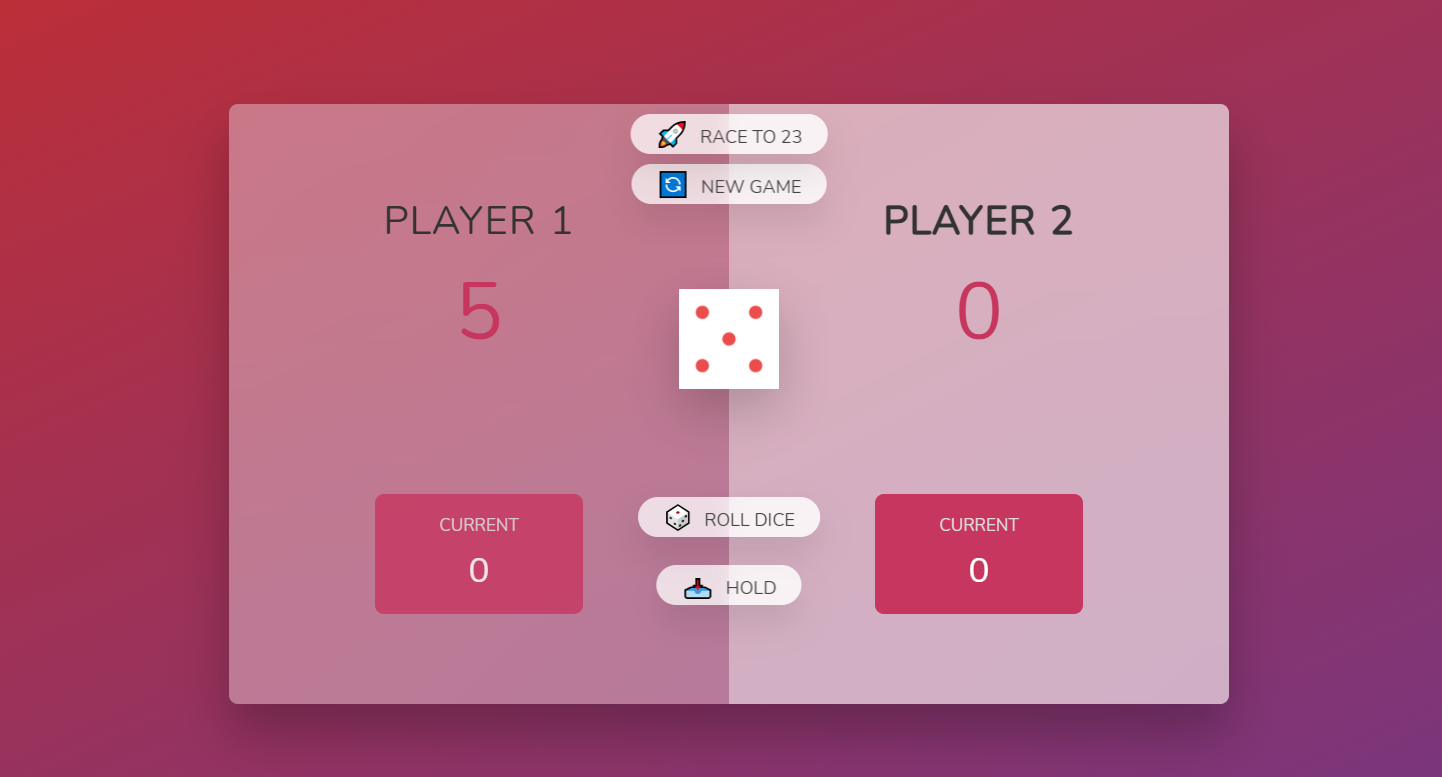 RACE TO 23
NEW GAME
PLAYER 1
5
PLAYER 2
0
CURRENT
0
ROLL DICE
HOLD
CURRENT
0